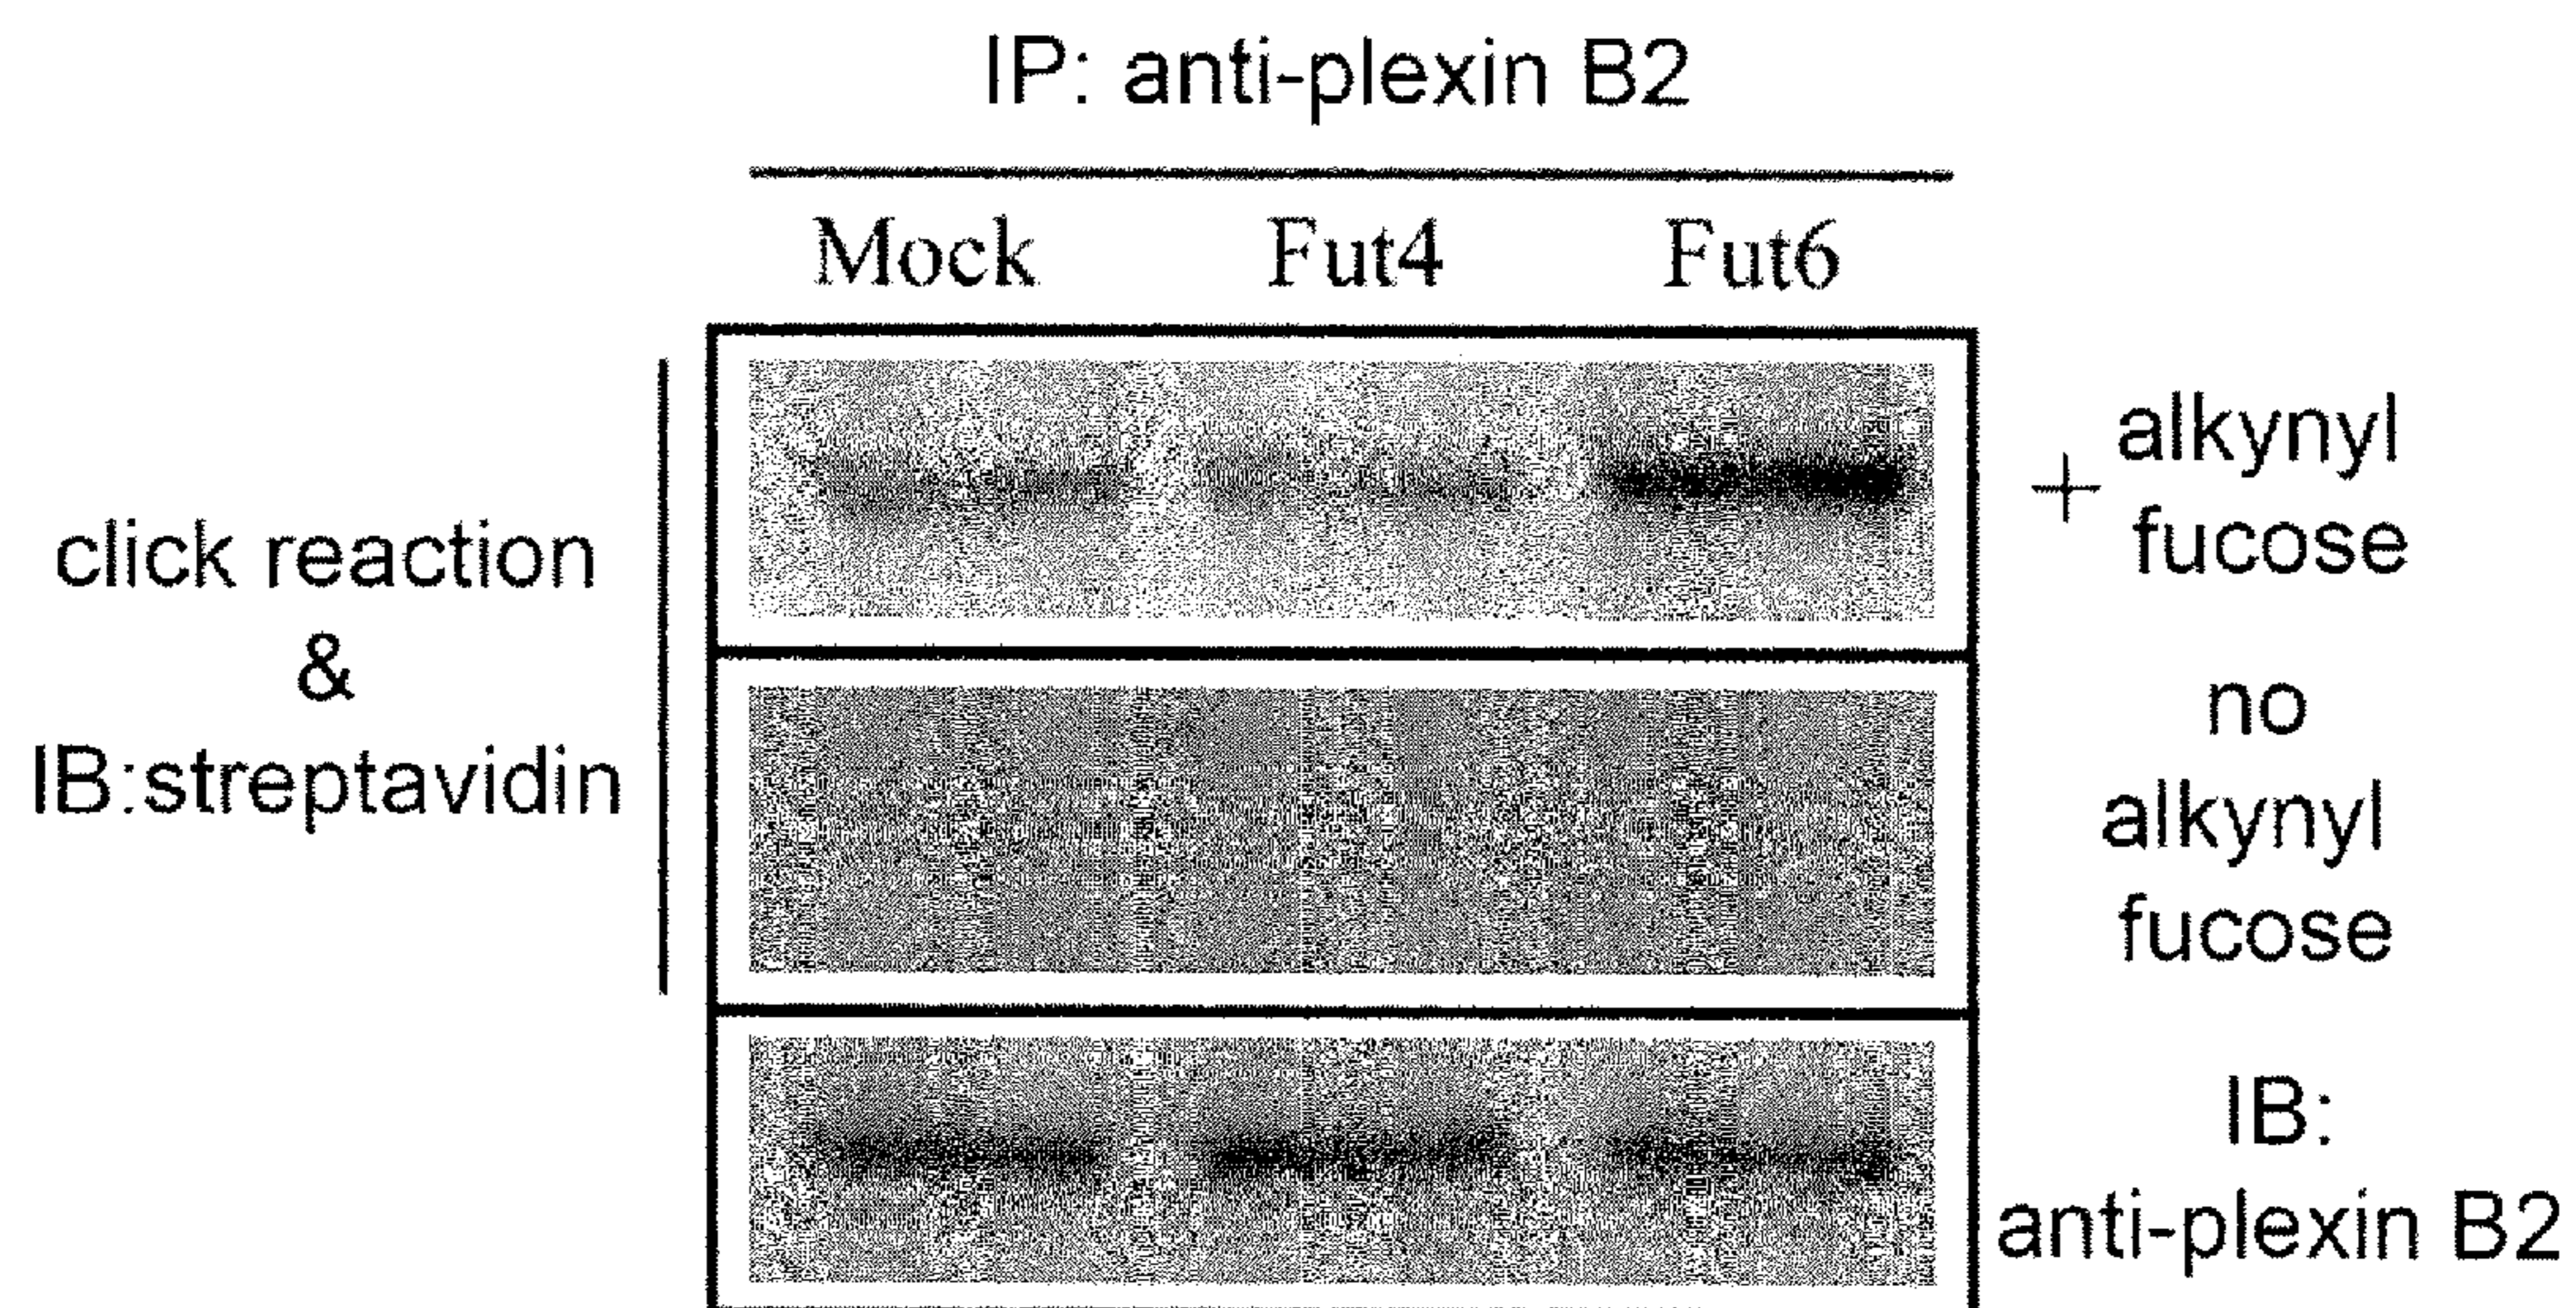 IP: anti-plexin B2
Mock Fut4 Fut6
click reaction
&
IB:streptavidin
+ alkynyl
fucose
no
alkynyl
fucose
IB:
anti-plexin B2